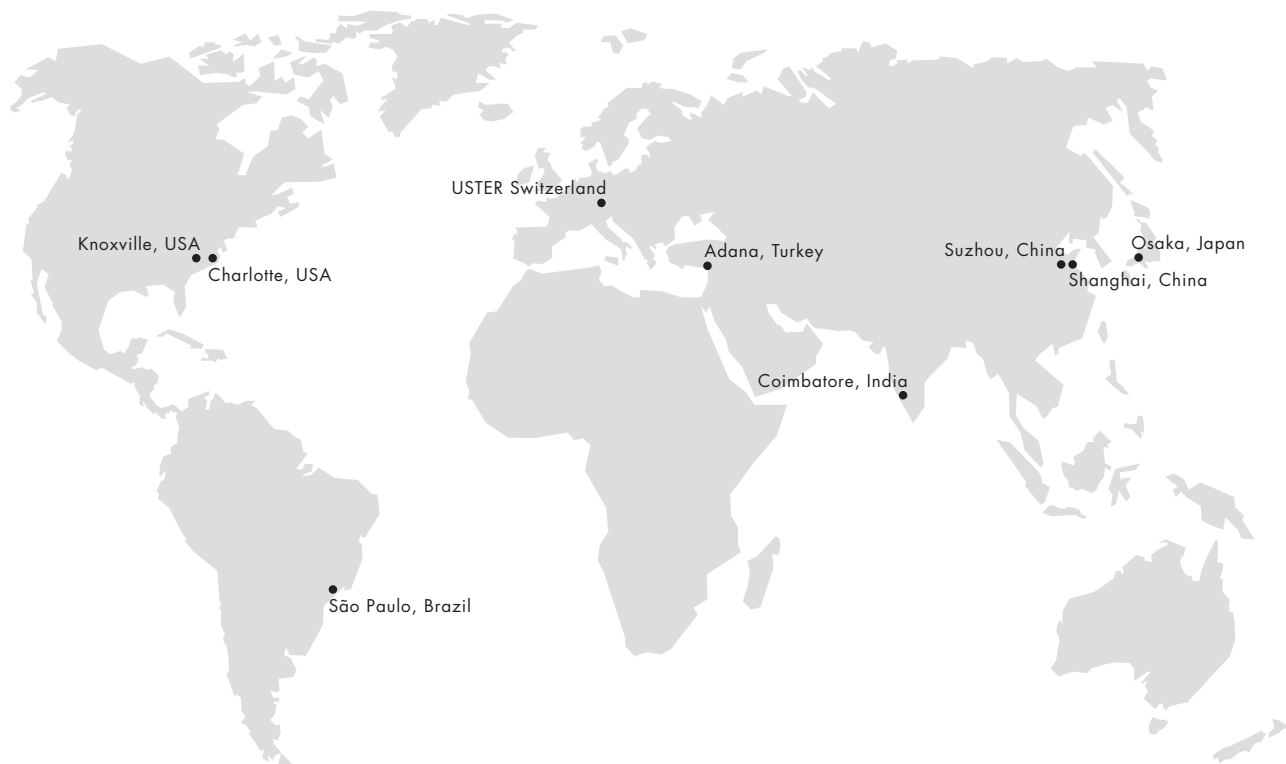 USTER Switzerland
Knoxville, USA
Charlotte, USA
Adana, Turkey
Suzhou, China
Osaka, Japan
Shanghai, China
Coimbatore, India
São Paulo, Brazil